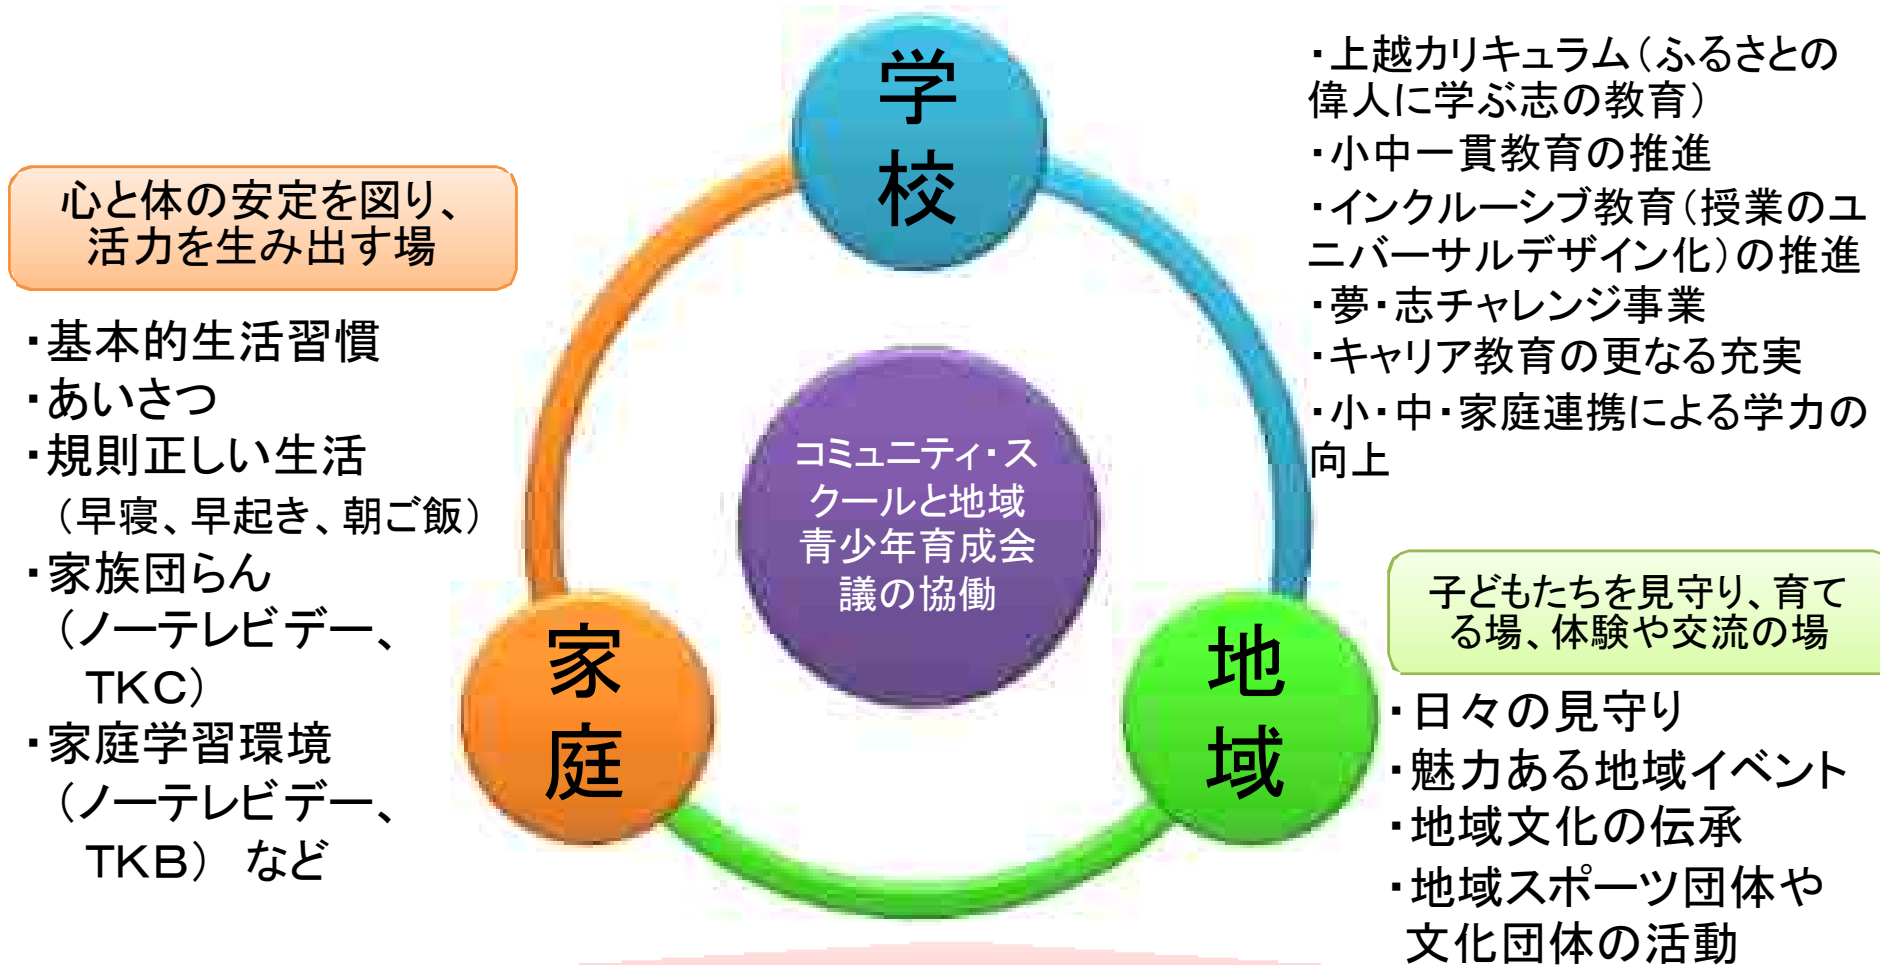 学
校
・上越カリキュラム（ふるさとの
偉人に学ぶ志の教育）
・小中一貫教育の推進
・インクルーシブ教育（授業のユ
ニバーサルデザイン化）の推進
・夢・志チャレンジ事業
・キャリア教育の更なる充実
・小・中・家庭連携による学力の
向上
心と体の安定を図り、
活力を生み出す場
・基本的生活習慣
・あいさつ
・規則正しい生活
（早寝、早起き、朝ご飯）
・家族団らん
（ノーテレビデー、
ＴＫＣ）
・家庭学習環境
（ノーテレビデー、
ＴＫＢ） など
コミュニティ・ス
クールと地域
青少年育成会
議の協働
家
庭
地
域
子どもたちを見守り、育て
る場、体験や交流の場
・日々の見守り
・魅力ある地域イベント
・地域文化の伝承
・地域スポーツ団体や
文化団体の活動